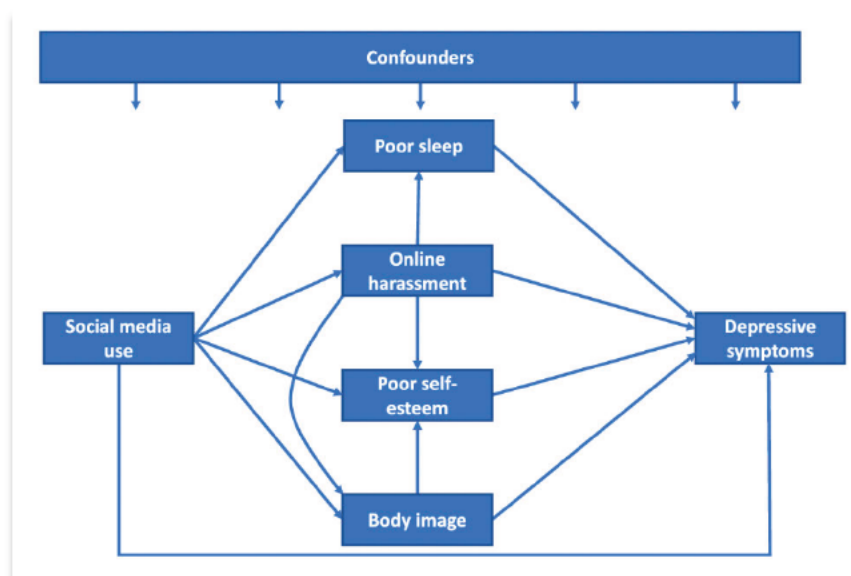 Confounders
Poor sleep
Online
harassment
Social media
use
Depressive
symptoms
Poor self-
esteem
Body image